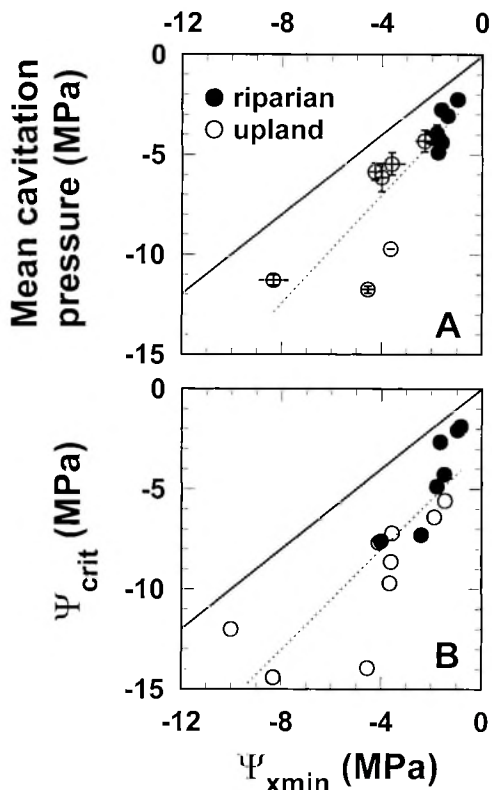 -12 -8 -4 0
Mean cavitation
pressure (MPa)
0
-5
-10
-15
riparian
upland
A
Ψcrit (MPa)
0
-5
-10
-15
B
-12 -8 -4 0
Ψxmin (MPa)